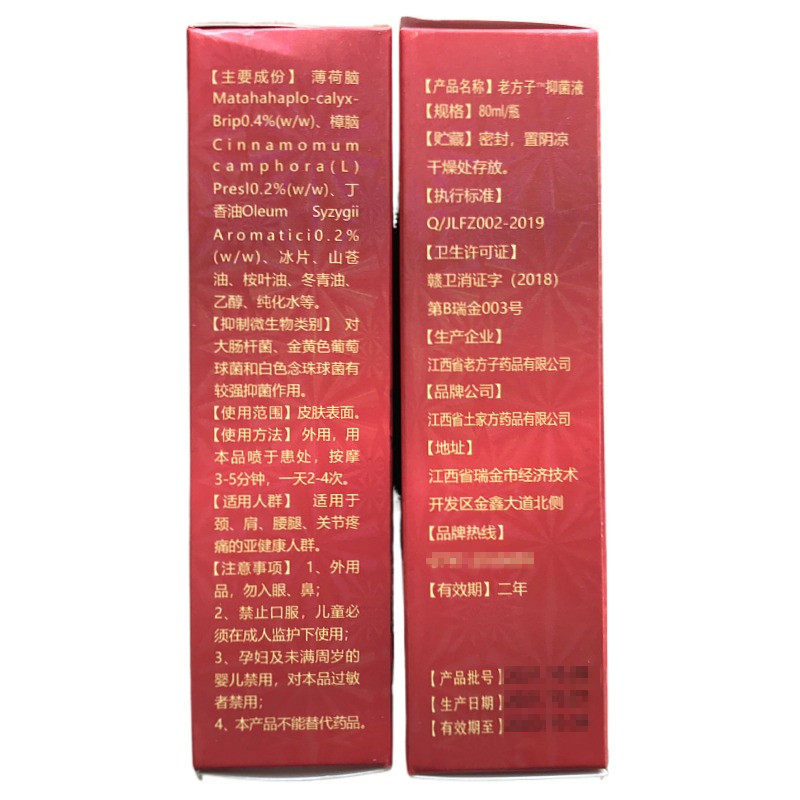 【主要成份】 薄荷脑
Matahahaplo-calyx-
Brip0.4%(w/w)、樟脑
Cinnamomum
camphora(L)
Presl0.2%(w/w)、丁
香油Oleum Syzygii
Aromatici0.2%
(w/w)、冰片、山苍
油、桉叶油、冬青油、
乙醇、纯化水等。
【抑制微生物类别】 对
大肠杆菌、金黄色葡萄
球菌和白色念珠球菌有
较强抑菌作用。
【使用范围】皮肤表面。
【使用方法】外用，用
本品喷于患处，按摩
3-5分钟，一天2-4次。
【适用人群】 适用于
颈、肩、腰腿、关节疼
痛的亚健康人群。
【注意事项】 1、外用
品，勿入眼、鼻；
2、禁止口服，儿童必
须在成人监护下使用；
3、孕妇及未满周岁的
婴儿禁用，对本品过敏
者禁用；
4、本产品不能替代药品。
【产品名称】老方子™抑菌液
【规格】80ml/瓶
【贮藏】密封，置阴凉
干燥处存放。
【执行标准】
Q/JLFZ002-2019
【卫生许可证】
赣卫消证字（2018）
第B瑞金003号
【生产企业】
江西省老方子药品有限公司
【品牌公司】
江西省土家方药品有限公司
【地址】
江西省瑞金市经济技术
开发区金鑫大道北侧
【品牌热线】
【有效期】二年
【产品批号】
【生产日期】
【有效期至】